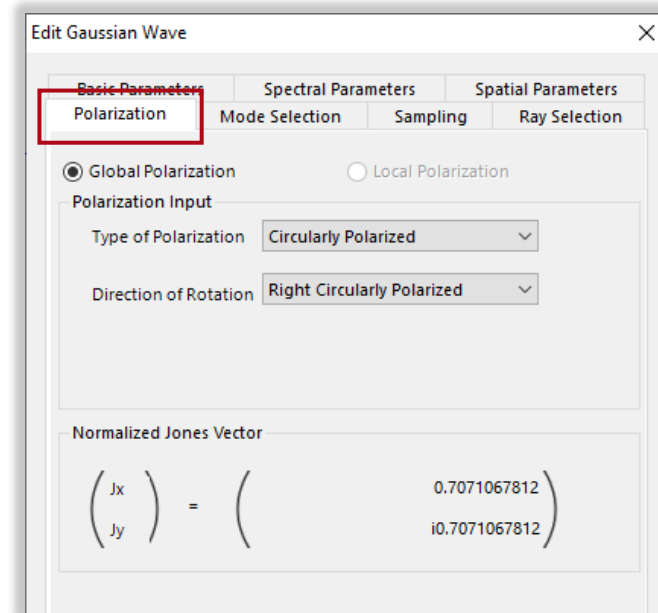 Edit Gaussian Wave
Basic Parameters Spectral Parameters Spatial Parameters
Polarization Mode Selection Sampling Ray Selection
Global Polarization Local Polarization
Polarization Input
Type of Polarization Circularly Polarized
Direction of Rotation Right Circularly Polarized
Normalized Jones Vector
Jx 0.7071067812
=
Jy i0.7071067812